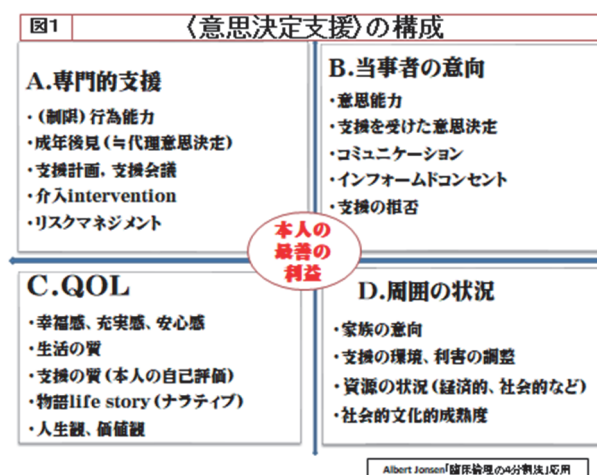 図1
〈意思決定支援〉の構成
A.専門的支援
・(制限)行為能力
・成年後見(≒代理意思決定)
・支援計画,支援会議
・介入intervention
・リスクマネジメント
B.当事者の意向
・意思能力
・支援を受けた意思決定
・コミュニケーション
・インフォームドコンセント
・支援の拒否
本人の
最善の
利益
C.QOL
・幸福感、充実感、安心感
・生活の質
・支援の質(本人の自己評価)
・物語life story(ナラティブ)
・人生観、価値観
D.周囲の状況
・家族の意向
・支援の環境、利害の調整
・資源の状況(経済的、社会的など)
・社会的文化的成熟度
Albert Jonsen「臨床倫理の4分割法」応用